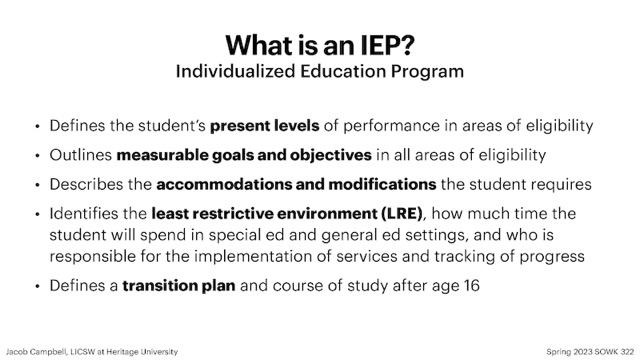 What is an IEP?
Individualized Education Program
• Defines the student's present levels of performance in areas of eligibility
• Outlines measurable goals and objectives in all areas of eligibility
• Describes the accommodations and modifications the student requires
• Identifies the least restrictive environment (LRE), how much time the
student will spend in special ed and general ed settings, and who is
responsible for the implementation of services and tracking of progress
• Defines a transition plan and course of study after age 16
Jacob Campbell, LICSW at Heritage University
Spring 2023 SOWK 322